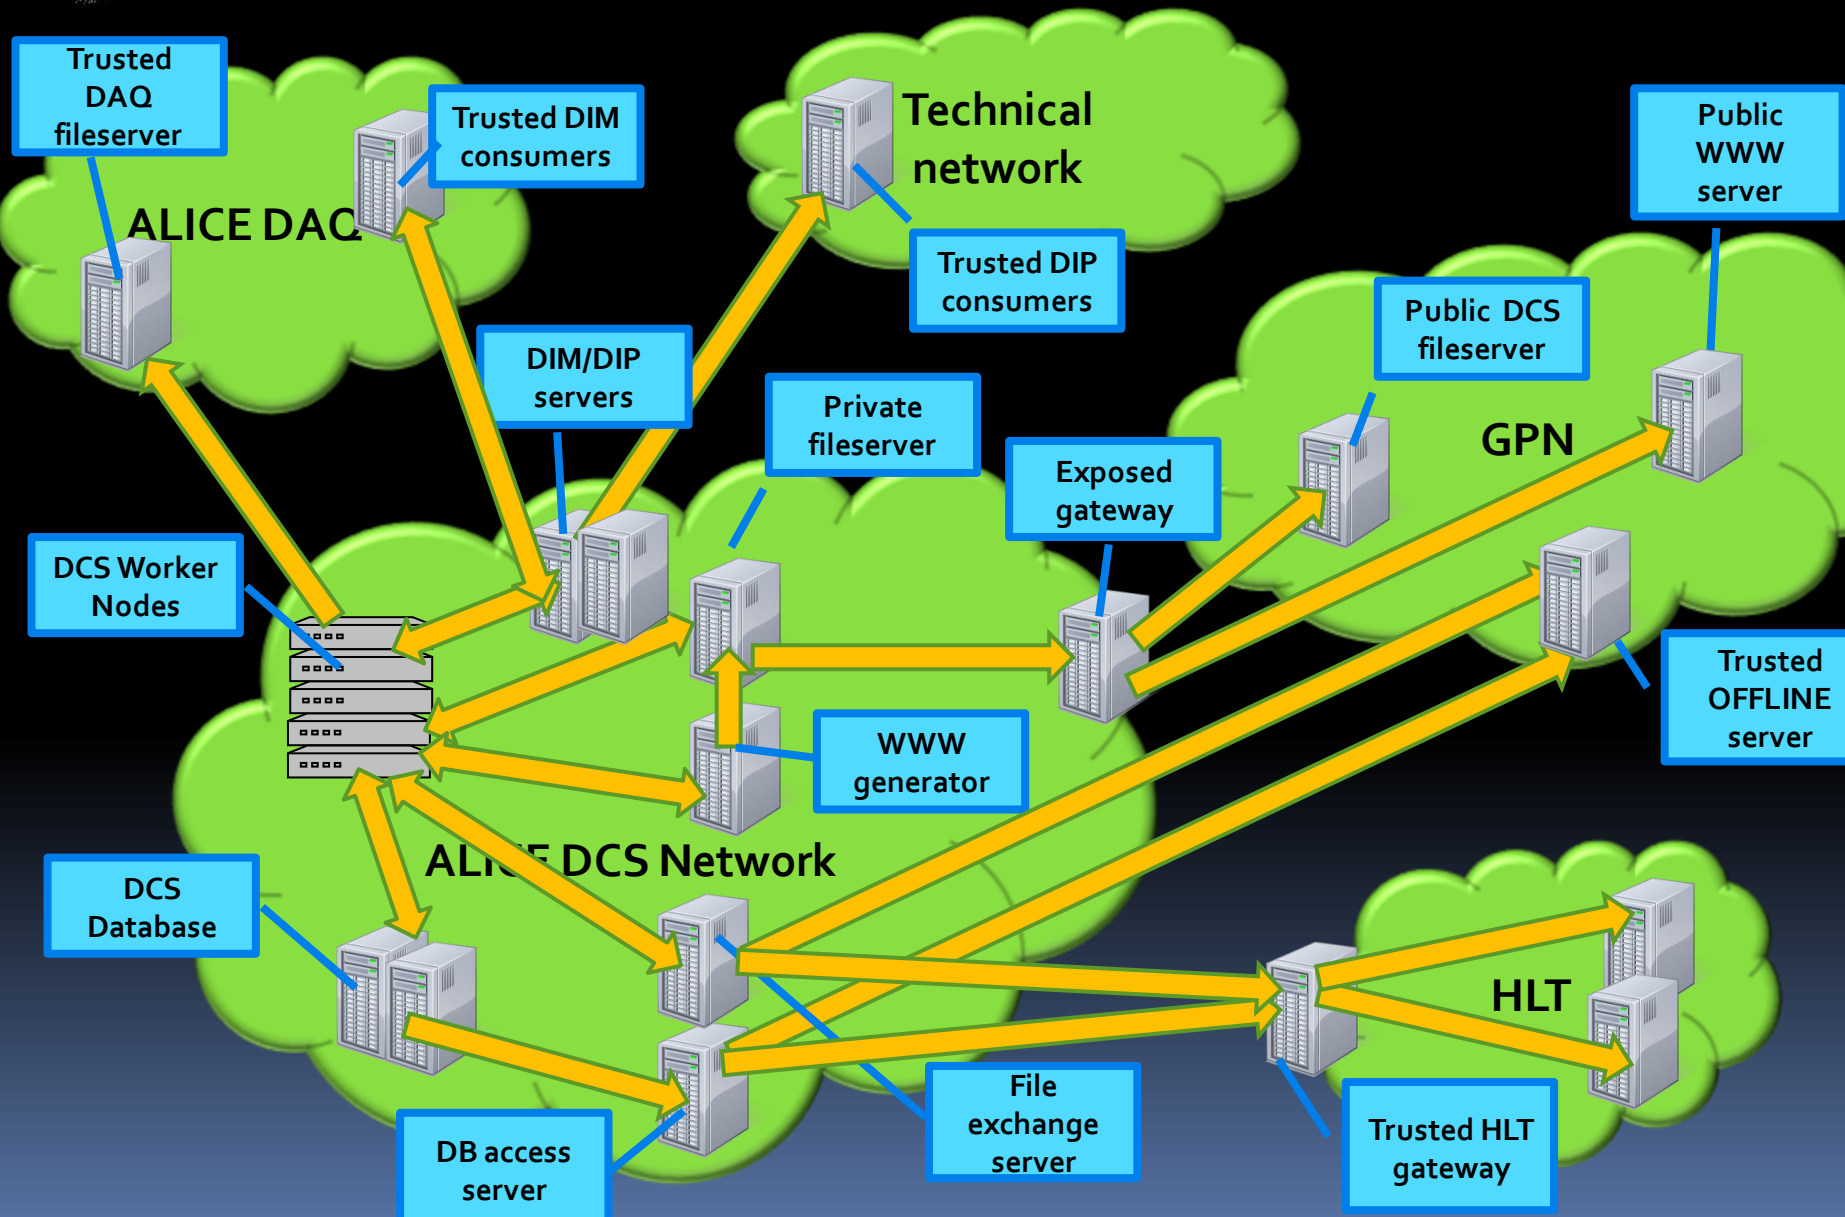 Trusted
DAQ
fileserver
Trusted DIM
consumers
ALICE DAQ
Technical
network
Trusted DIP
consumers
Public
WWW
server
Public DCS
fileserver
GPN
DIM/DIP
servers
Private
fileserver
Exposed
gateway
DCS Worker
Nodes
Trusted
OFFLINE
server
WWW
generator
ALICE DCS Network
DCS
Database
HLT
File
exchange
server
DB access
server
Trusted HLT
gateway